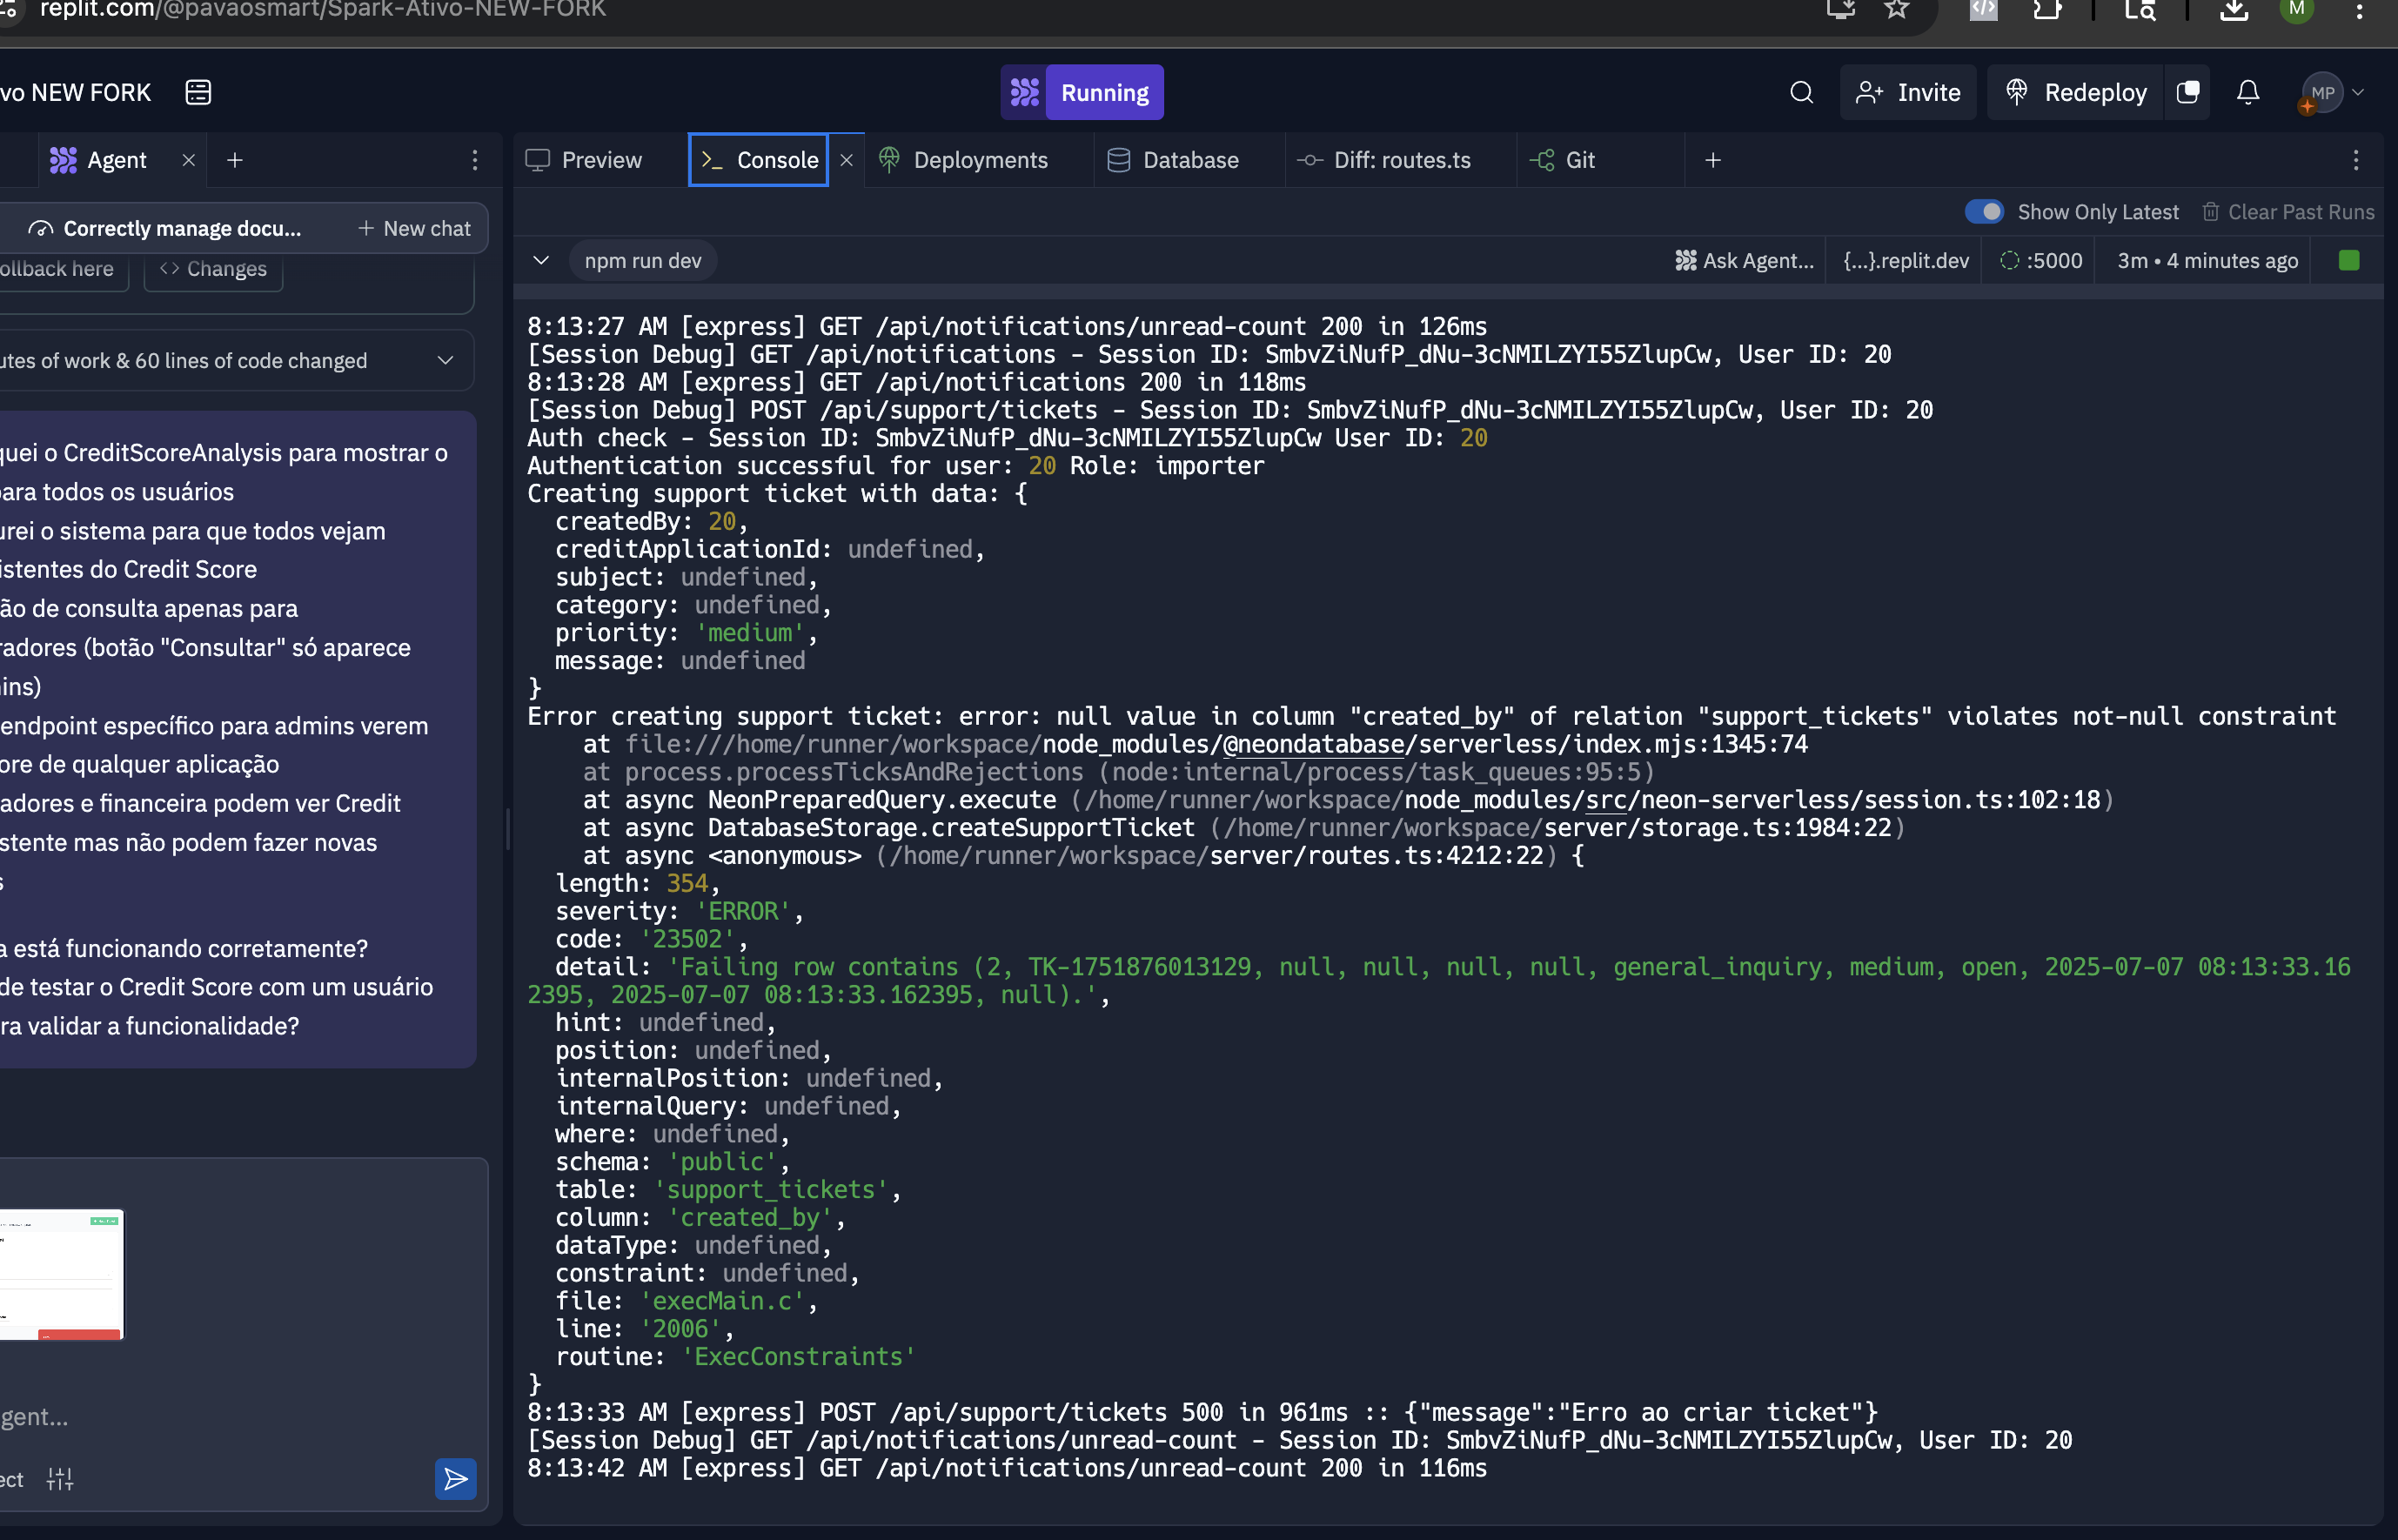 replit.com/@pavaosmart/Spark-Ativo-NEW-FORK
M
vo NEW FORK
Running
Invite
Redeploy
MP
Agent
Preview
Console
Deployments
Database
Diff: routes.ts
Git
Show Only Latest
Clear Past Runs
Correctly manage docu...
New chat
ollback here
Changes
npm run dev
Ask Agent...
{...}.replit.dev
:5000
3m • 4 minutes ago
utes of work & 60 lines of code changed
quei o CreditScoreAnalysis para mostrar o
para todos os usuários
urei o sistema para que todos vejam
istentes do Credit Score
ão de consulta apenas para
radores (botão "Consultar" só aparece
ins)
endpoint específico para admins verem
ore de qualquer aplicação
adores e financeira podem ver Credit
stente mas não podem fazer novas
s
a está funcionando corretamente?
de testar o Credit Score com um usuário
ra validar a funcionalidade?
gent...
ect
8:13:27 AM [express] GET /api/notifications/unread-count 200 in 126ms
[Session Debug] GET /api/notifications - Session ID: SmbvZiNufP_dNu-3cNMILZYI55ZlupCw, User ID: 20
8:13:28 AM [express] GET /api/notifications 200 in 118ms
[Session Debug] POST /api/support/tickets - Session ID: SmbvZiNufP_dNu-3cNMILZYI55ZlupCw, User ID: 20
Auth check - Session ID: SmbvZiNufP_dNu-3cNMILZYI55ZlupCw User ID: 20
Authentication successful for user: 20 Role: importer
Creating support ticket with data: {
createdBy: 20,
creditApplicationId: undefined,
subject: undefined,
category: undefined,
priority: 'medium',
message: undefined
}
Error creating support ticket: error: null value in column "created_by" of relation "support_tickets" violates not-null constraint
at file:///home/runner/workspace/node_modules/@neondatabase/serverless/index.mjs:1345:74
at process.processTicksAndRejections (node:internal/process/task_queues:95:5)
at async NeonPreparedQuery.execute (/home/runner/workspace/node_modules/src/neon-serverless/session.ts:102:18)
at async DatabaseStorage.createSupportTicket (/home/runner/workspace/server/storage.ts:1984:22)
at async <anonymous> (/home/runner/workspace/server/routes.ts:4212:22) {
length: 354,
severity: 'ERROR',
code: '23502',
detail: 'Failing row contains (2, TK-1751876013129, null, null, null, null, general_inquiry, medium, open, 2025-07-07 08:13:33.16
2395, 2025-07-07 08:13:33.162395, null).',
hint: undefined,
position: undefined,
internalPosition: undefined,
internalQuery: undefined,
where: undefined,
schema: 'public',
table: 'support_tickets',
column: 'created_by',
dataType: undefined,
constraint: undefined,
file: 'execMain.c',
line: '2006',
routine: 'ExecConstraints'
}
8:13:33 AM [express] POST /api/support/tickets 500 in 961ms :: {"message":"Erro ao criar ticket"}
[Session Debug] GET /api/notifications/unread-count - Session ID: SmbvZiNufP_dNu-3cNMILZYI55ZlupCw, User ID: 20
8:13:42 AM [express] GET /api/notifications/unread-count 200 in 116ms